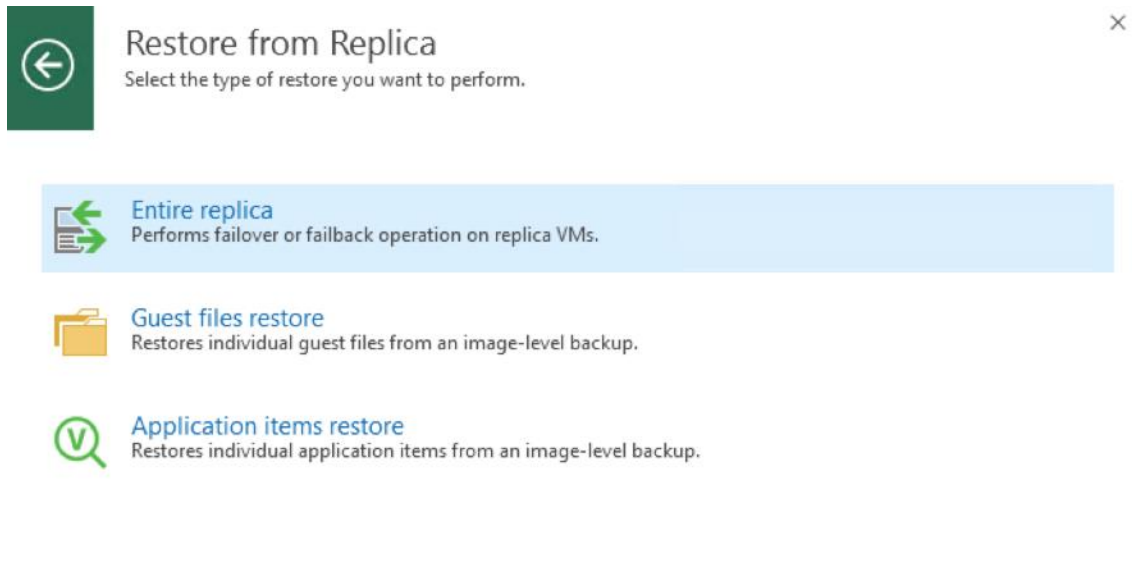 Restore from Replica
Select the type of restore you want to perform.
Entire replica
Performs failover or failback operation on replica VMs.
Guest files restore
Restores individual guest files from an image-level backup.
Application items restore
Restores individual application items from an image-level backup.